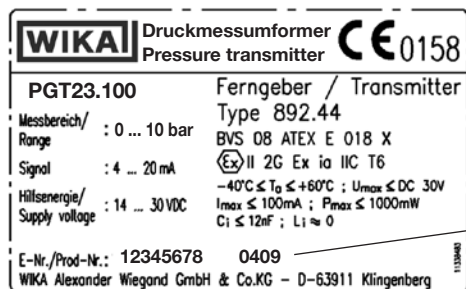 WIKA Druckmessumformer
Pressure transmitter
CE 0158
PGT23.100
Messbereich/
Range : 0 ... 10 bar
Signal : 4 ... 20 mA
Hilfsenergie/
Supply voltage : 14 ... 30 VDC
Ferngeber / Transmitter
Type 892.44
BVS 08 ATEX E 018 X
Ex II 2G Ex ia IIC T6
-40°C ≤ Ta ≤ +60°C ; Umax ≤ DC 30V
Imax ≤ 100mA ; Pmax ≤ 1000mW
Ci ≤ 12nF ; Li ≈ 0
E-Nr./Prod-Nr.: 12345678 0409
WIKA Alexander Wiegand GmbH & Co.KG - D-63911 Klingenberg